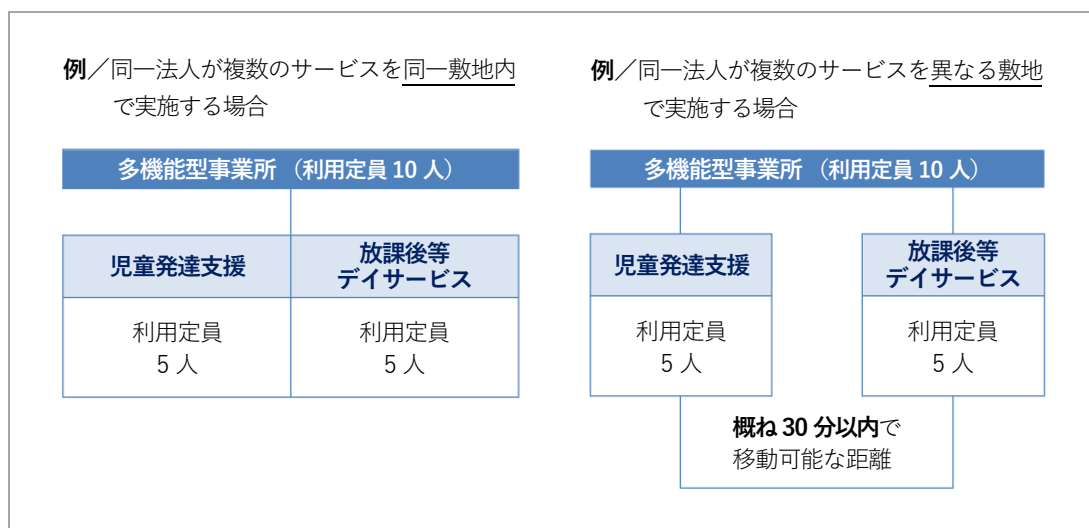 例／同一法人が複数のサービスを同一敷地内
で実施する場合
多機能型事業所（利用定員 10 人）
児童発達支援
放課後等
デイサービス
利用定員
5 人
利用定員
5 人
例／同一法人が複数のサービスを異なる敷地
で実施する場合
多機能型事業所（利用定員 10 人）
児童発達支援
放課後等
デイサービス
利用定員
5 人
利用定員
5 人
概ね 30 分以内で
移動可能な距離